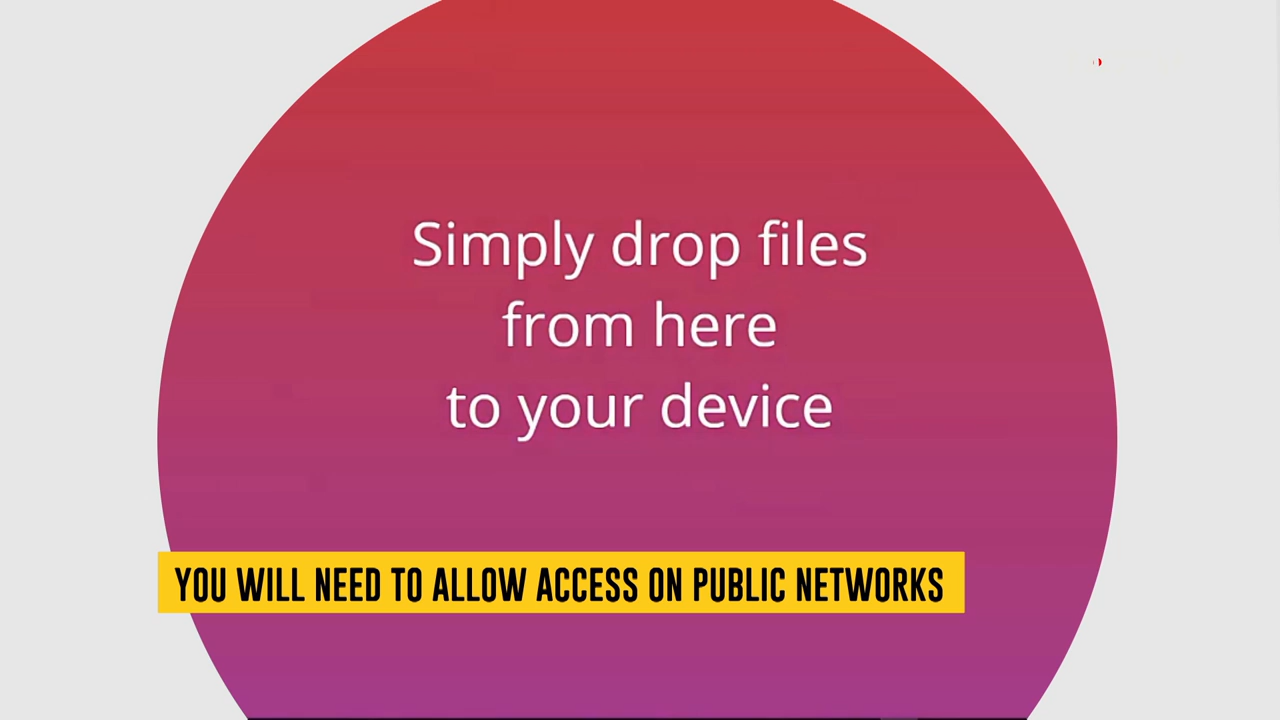 Simply drop files
from here
to your device
YOU WILL NEED TO ALLOW ACCESS ON PUBLIC NETWORKS